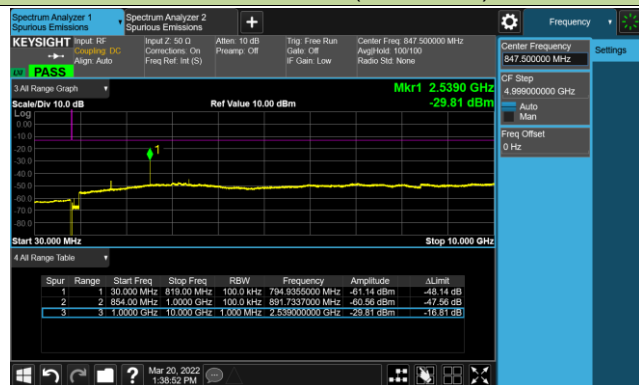 Spectrum Analyzer 1
Spurious Emissions
Spectrum Analyzer 2
Spurious Emissions
+
Frequency
KEYSIGHT
Input: RF
Coupling: DC
Align: Auto
Input Z: 50 Ω
Corrections: On
Freq Ref: Int (S)
Atten: 10 dB
Preamp: Off
Trig: Free Run
Gate: Off
IF Gain: Low
Center Freq: 847.500000 MHz
Avg|Hold: 100/100
Radio Std: None
PASS
Center Frequency
847.500000 MHz
Settings
CF Step
4.999000000 GHz
Auto
Man
Freq Offset
0 Hz
3 All Range Graph
Mkr1 2.5390 GHz
-29.81 dBm
Scale/Div 10.0 dB
Ref Value 10.00 dBm
Log
0.00
-10.0
-20.0
-30.0
-40.0
-50.0
-60.0
-70.0
-80.0
1
Start 30.000 MHz
Stop 10.000 GHz
4 All Range Table
Spur Range Start Freq Stop Freq RBW Frequency Amplitude ΔLimit
1 1 30.000 MHz 819.00 MHz 100.0 kHz 794.9355000 MHz -61.14 dBm -48.14 dB
2 2 854.00 MHz 1.0000 GHz 100.0 kHz 891.7337000 MHz -60.56 dBm -47.56 dB
3 3 1.0000 GHz 10.000 GHz 1.000 MHz 2.539000000 GHz -29.81 dBm -16.81 dB
?
Mar 20, 2022
1:38:52 PM